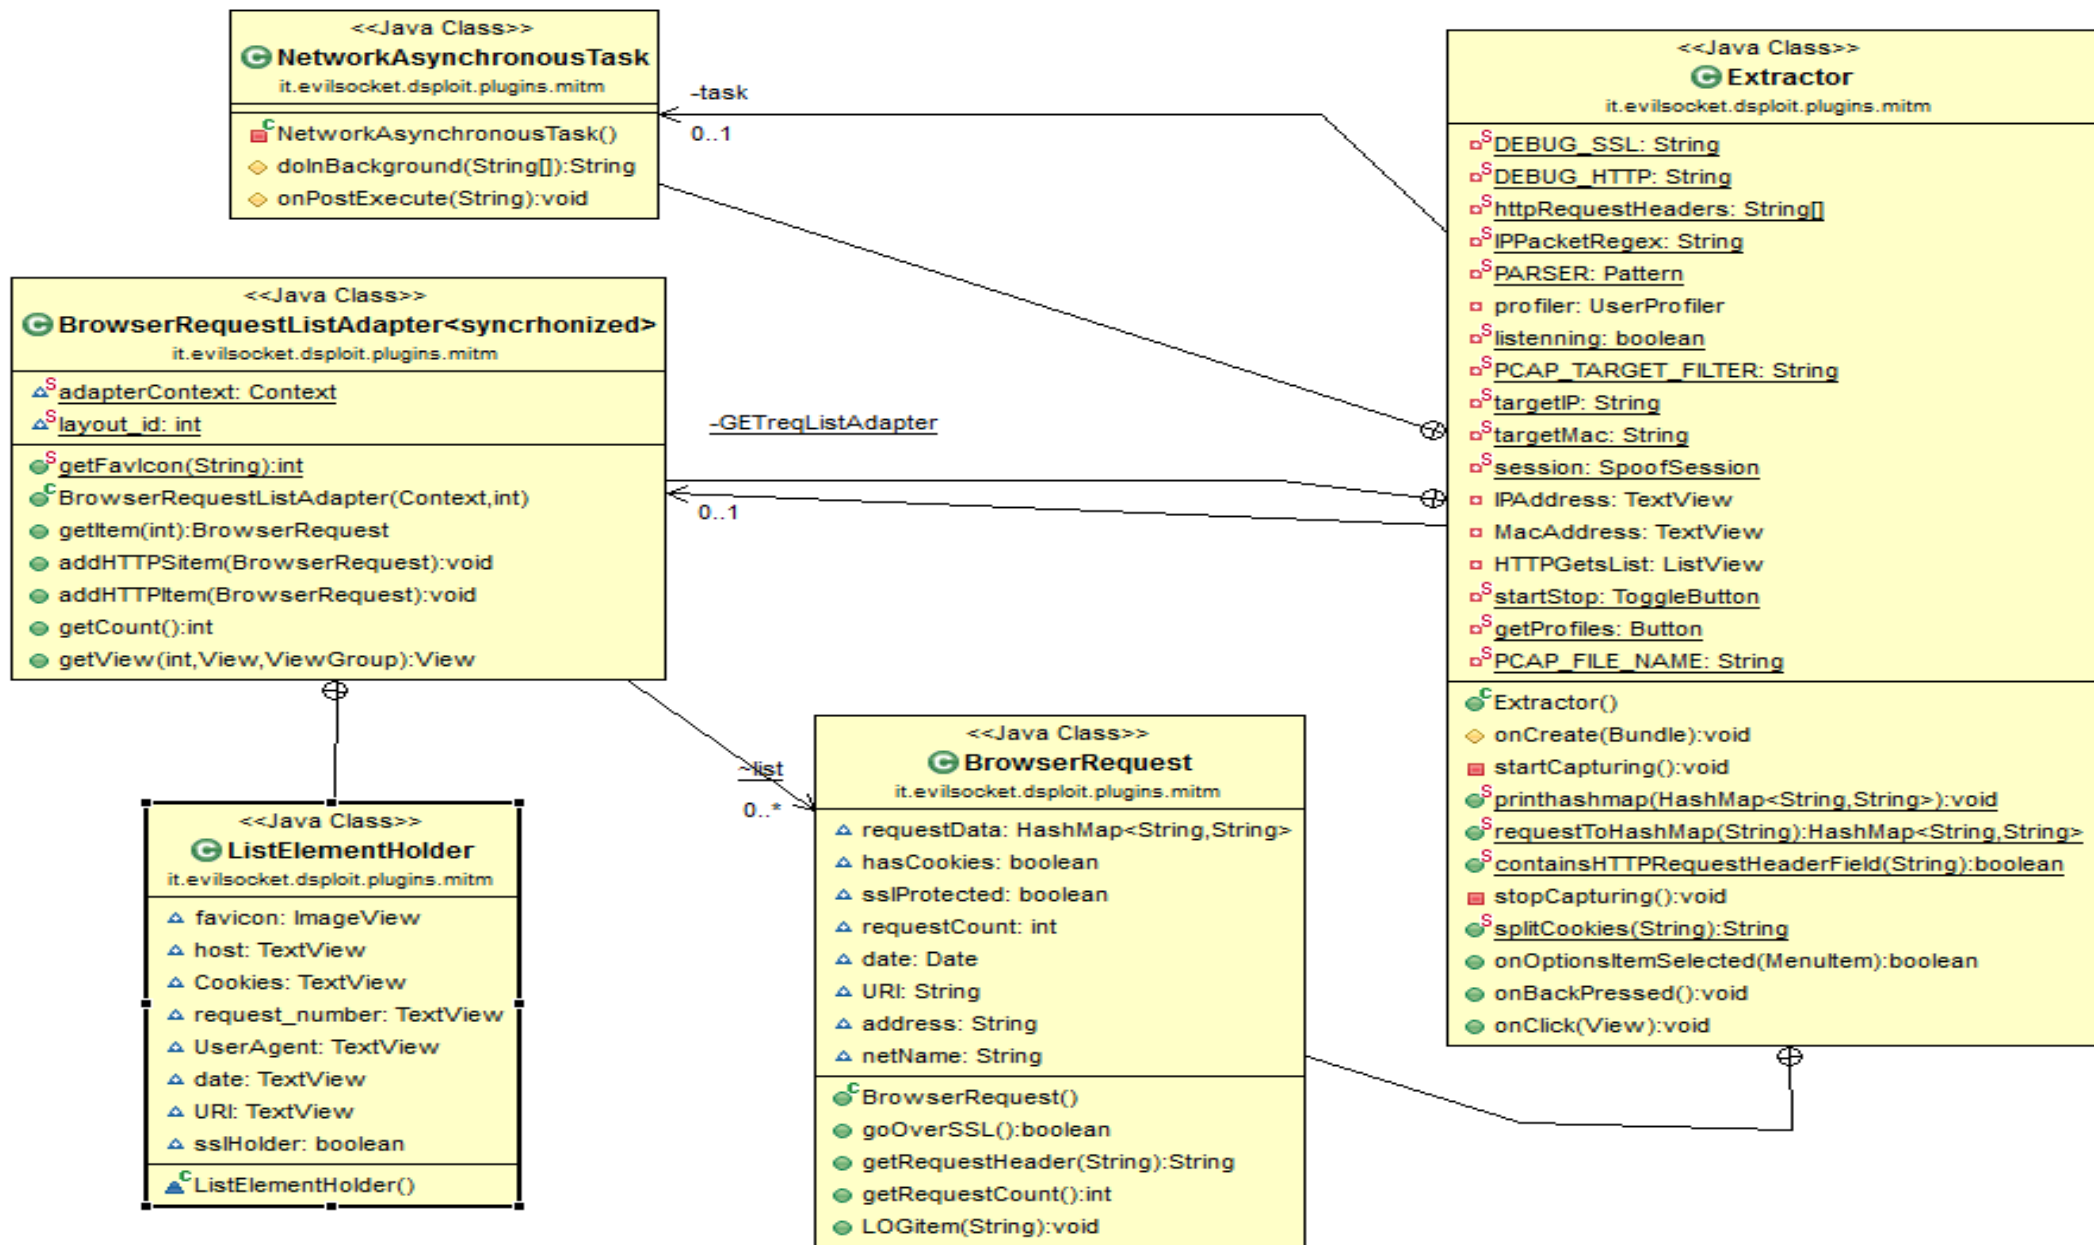 <<Java Class>>
NetworkAsynchronousTask
it.evilsocket.dsploit.plugins.mitm
NetworkAsynchronousTask()
doInBackground(String[]):String
onPostExecute(String):void
-task
0..1
<<Java Class>>
BrowserRequestListAdapter<syncrhonized>
it.evilsocket.dsploit.plugins.mitm
adapterContext: Context
layout_id: int
getFavIcon(String):int
BrowserRequestListAdapter(Context,int)
getItem(int):BrowserRequest
addHTTPSitem(BrowserRequest):void
addHTTPItem(BrowserRequest):void
getCount():int
getView(int,View,ViewGroup):View
-GETreqListAdapter
0..1
<<Java Class>>
ListElementHolder
it.evilsocket.dsploit.plugins.mitm
favicon: ImageView
host: TextView
Cookies: TextView
request_number: TextView
UserAgent: TextView
date: TextView
URI: TextView
sslHolder: boolean
ListElementHolder()
~list
0..*
<<Java Class>>
BrowserRequest
it.evilsocket.dsploit.plugins.mitm
requestData: HashMap<String,String>
hasCookies: boolean
sslProtected: boolean
requestCount: int
date: Date
URI: String
address: String
netName: String
BrowserRequest()
goOverSSL():boolean
getRequestHeader(String):String
getRequestCount():int
LOGitem(String):void
<<Java Class>>
Extractor
it.evilsocket.dsploit.plugins.mitm
DEBUG_SSL: String
DEBUG_HTTP: String
httpRequestHeaders: String[]
IPPacketRegex: String
PARSER: Pattern
profiler: UserProfiler
listenning: boolean
PCAP_TARGET_FILTER: String
targetIP: String
targetMac: String
session: SpoofSession
IPAddress: TextView
MacAddress: TextView
HTTPGetsList: ListView
startStop: ToggleButton
getProfiles: Button
PCAP_FILE_NAME: String
Extractor()
onCreate(Bundle):void
startCapturing():void
printhashmap(HashMap<String,String>):void
requestToHashMap(String):HashMap<String,String>
containsHTTPRequestHeaderField(String):boolean
stopCapturing():void
splitCookies(String):String
onOptionsItemSelected(MenuItem):boolean
onBackPressed():void
onClick(View):void